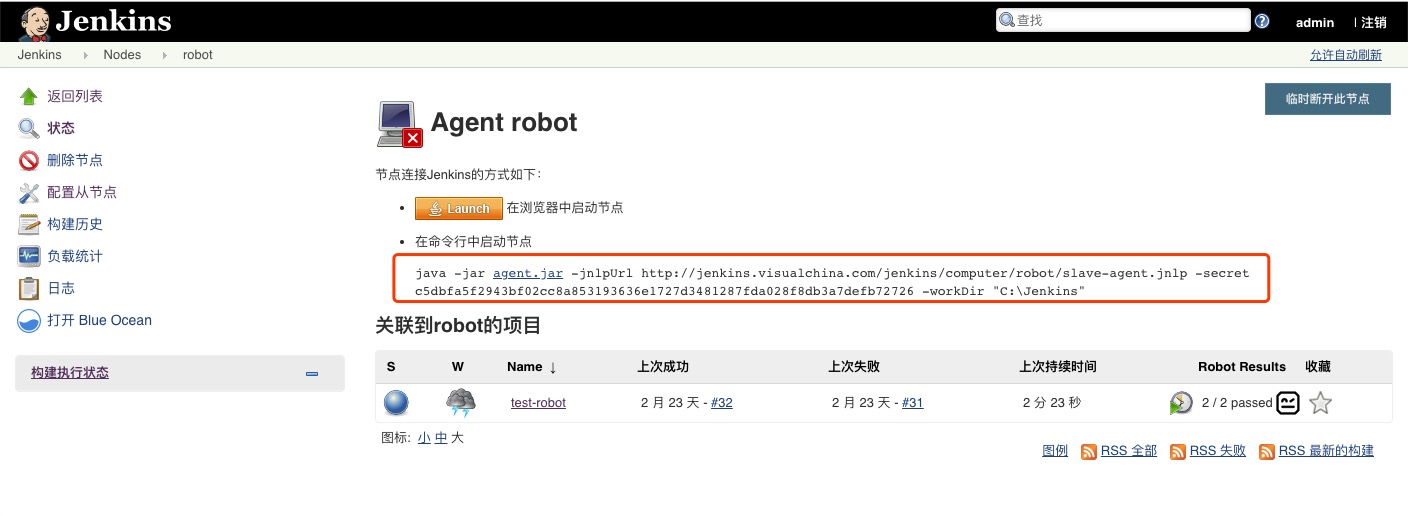 Jenkins
查找
admin
| 注销
Jenkins
Nodes
robot
允许自动刷新
返回列表
状态
删除节点
配置从节点
构建历史
负载统计
日志
打开 Blue Ocean
构建执行状态
临时断开此节点
Agent robot
节点连接Jenkins的方式如下:
Launch 在浏览器中启动节点
在命令行中启动节点
java -jar agent.jar -jnlpUrl http://jenkins.visualchina.com/jenkins/computer/robot/slave-agent.jnlp -secret
c5dbfa5f2943bf02cc8a853193636e1727d3481287fda028f8db3a7defb72726 -workDir "C:\Jenkins"
关联到robot的项目
S W Name ↓ 上次成功 上次失败 上次持续时间 Robot Results 收藏
test-robot 2 月 23 天 - #32 2 月 23 天 - #31 2 分 23 秒 2 / 2 passed
图标: 小 中 大
图例 RSS 全部 RSS 失败 RSS 最新的构建